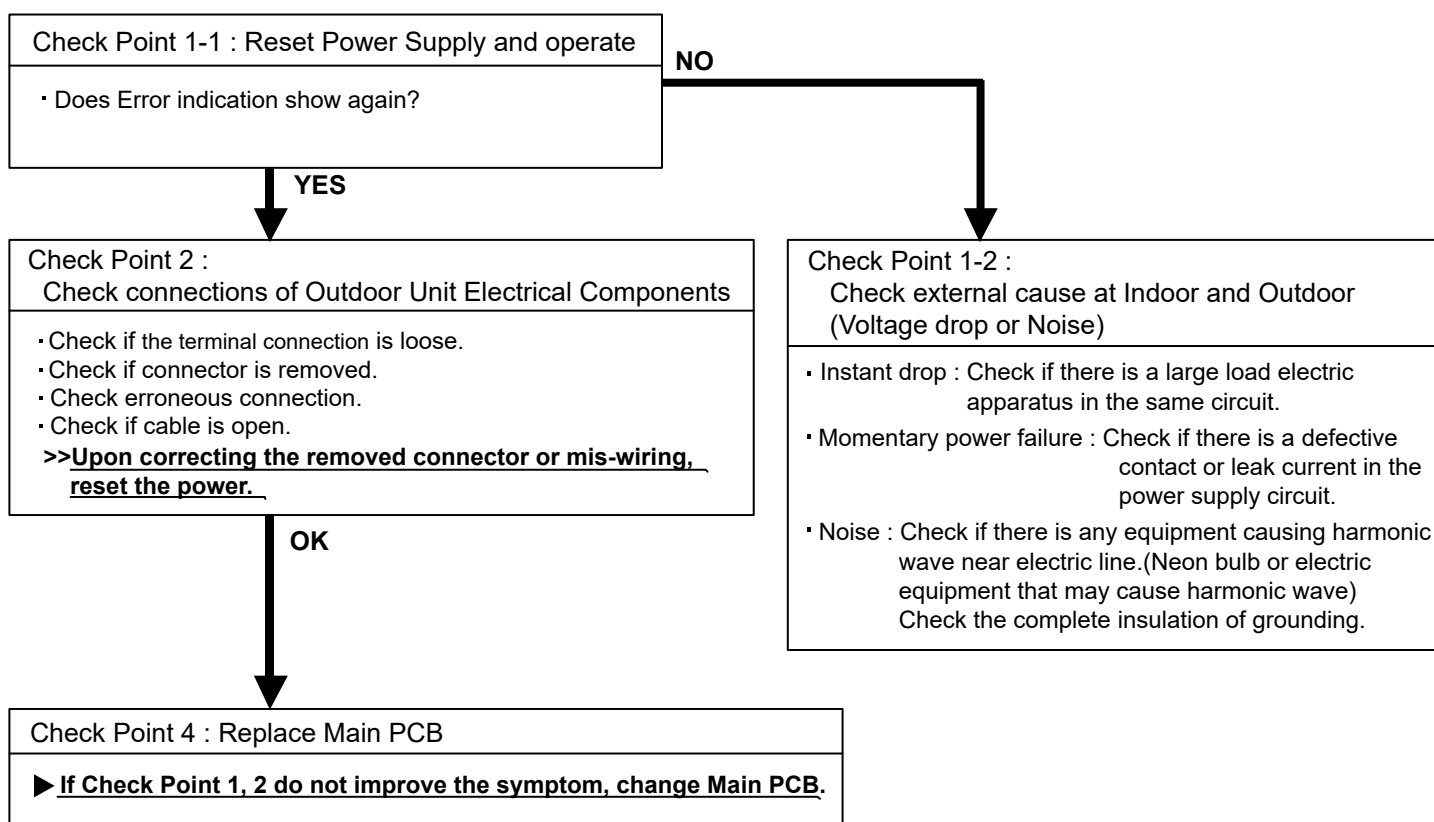 Check Point 1-1 : Reset Power Supply and operate
· Does Error indication show again?
NO
YES
Check Point 2 :
Check connections of Outdoor Unit Electrical Components
· Check if the terminal connection is loose.
· Check if connector is removed.
· Check erroneous connection.
· Check if cable is open.
>>Upon correcting the removed connector or mis-wiring,
reset the power.
OK
Check Point 1-2 :
Check external cause at Indoor and Outdoor
(Voltage drop or Noise)
· Instant drop : Check if there is a large load electric
apparatus in the same circuit.
· Momentary power failure : Check if there is a defective
contact or leak current in the
power supply circuit.
· Noise : Check if there is any equipment causing harmonic
wave near electric line.(Neon bulb or electric
equipment that may cause harmonic wave)
Check the complete insulation of grounding.
Check Point 4 : Replace Main PCB
▶ If Check Point 1, 2 do not improve the symptom, change Main PCB.